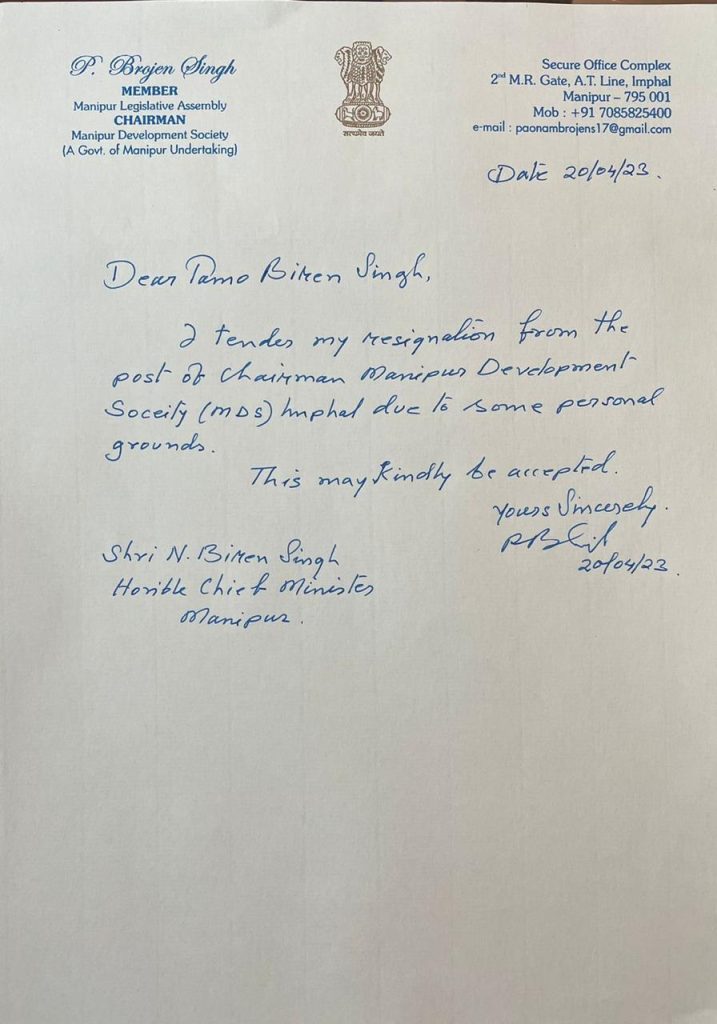 P. Brojen Singh
MEMBER
Manipur Legislative Assembly
CHAIRMAN
Manipur Development Society
(A Govt. of Manipur Undertaking)
सत्यमेव जयते
Secure Office Complex
2nd M.R. Gate, A.T. Line, Imphal
Manipur – 795 001
Mob : +91 7085825400
e-mail : paonambrojens17@gmail.com
Date 20/04/23.
Dear Tamo Biren Singh,
I tender my resignation from the
post of Chairman Manipur Development
Soceity (MDS) Imphal due to some personal
grounds.
This may kindly be accepted.
Yours Sincerely.
20/04/23.
Shri N. Biren Singh
Hon'ble Chief Minister
Manipur.